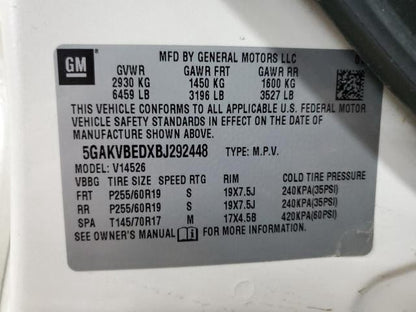 GM
MFD BY GENERAL MOTORS LLC
GVWR GAWR FRT GAWR RR
2930 KG 1450 KG 1600 KG
6459 LB 3196 LB 3527 LB
THIS VEHICLE CONFORMS TO ALL APPLICABLE U.S. FEDERAL MOTOR
VEHICLE SAFETY STANDARDS IN EFFECT ON THE DATE OF
MANUFACTURE SHOWN ABOVE.
5GAKVBEDXBJ292448 TYPE: M.P.V.
MODEL: V14526
VBBG TIRE SIZE SPEED RTG RIM COLD TIRE PRESSURE
FRT P255/60R19 S 19X7.5J 240KPA(35PSI)
RR P255/60R19 S 19X7.5J 240KPA(35PSI)
SPA T145/70R17 M 17X4.5B 420KPA(60PSI)
SEE OWNER'S MANUAL FOR MORE INFORMATION.